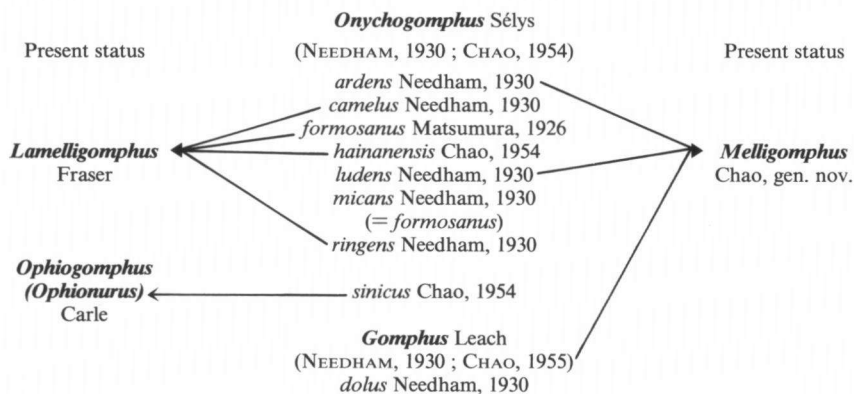 Onychogomphus Sélys
Present status (NEEDHAM, 1930 ; CHAO, 1954) Present status
ardens Needham, 1930
camelus Needham, 1930
formosanus Matsumura, 1926
Lamelligomphus hainanensis Chao, 1954 Melligomphus
Fraser ludens Needham, 1930 Chao, gen. nov.
micans Needham, 1930
(= formosanus)
ringens Needham, 1930
Ophiogomphus
(Ophionurus) sinicus Chao, 1954
Carle
Gomphus Leach
(NEEDHAM, 1930 ; CHAO, 1955)
dolus Needham, 1930